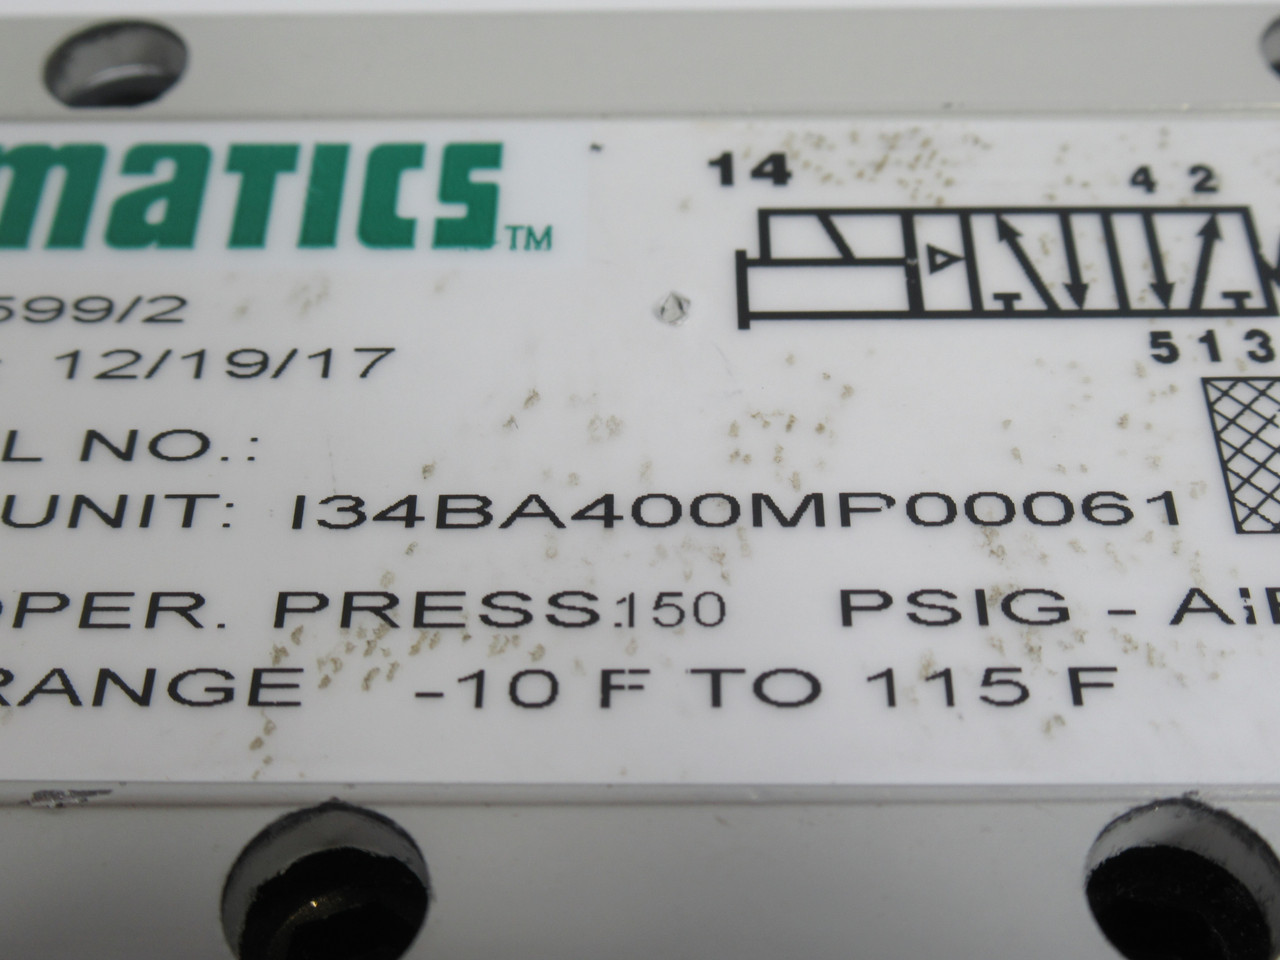 MATICS™
14
4 2
599/2
12/19/17
5 1 3
L NO.:
UNIT: I34BA400MP00061
OPER. PRESS. 150 PSIG - AIR
RANGE -10 F TO 115 F